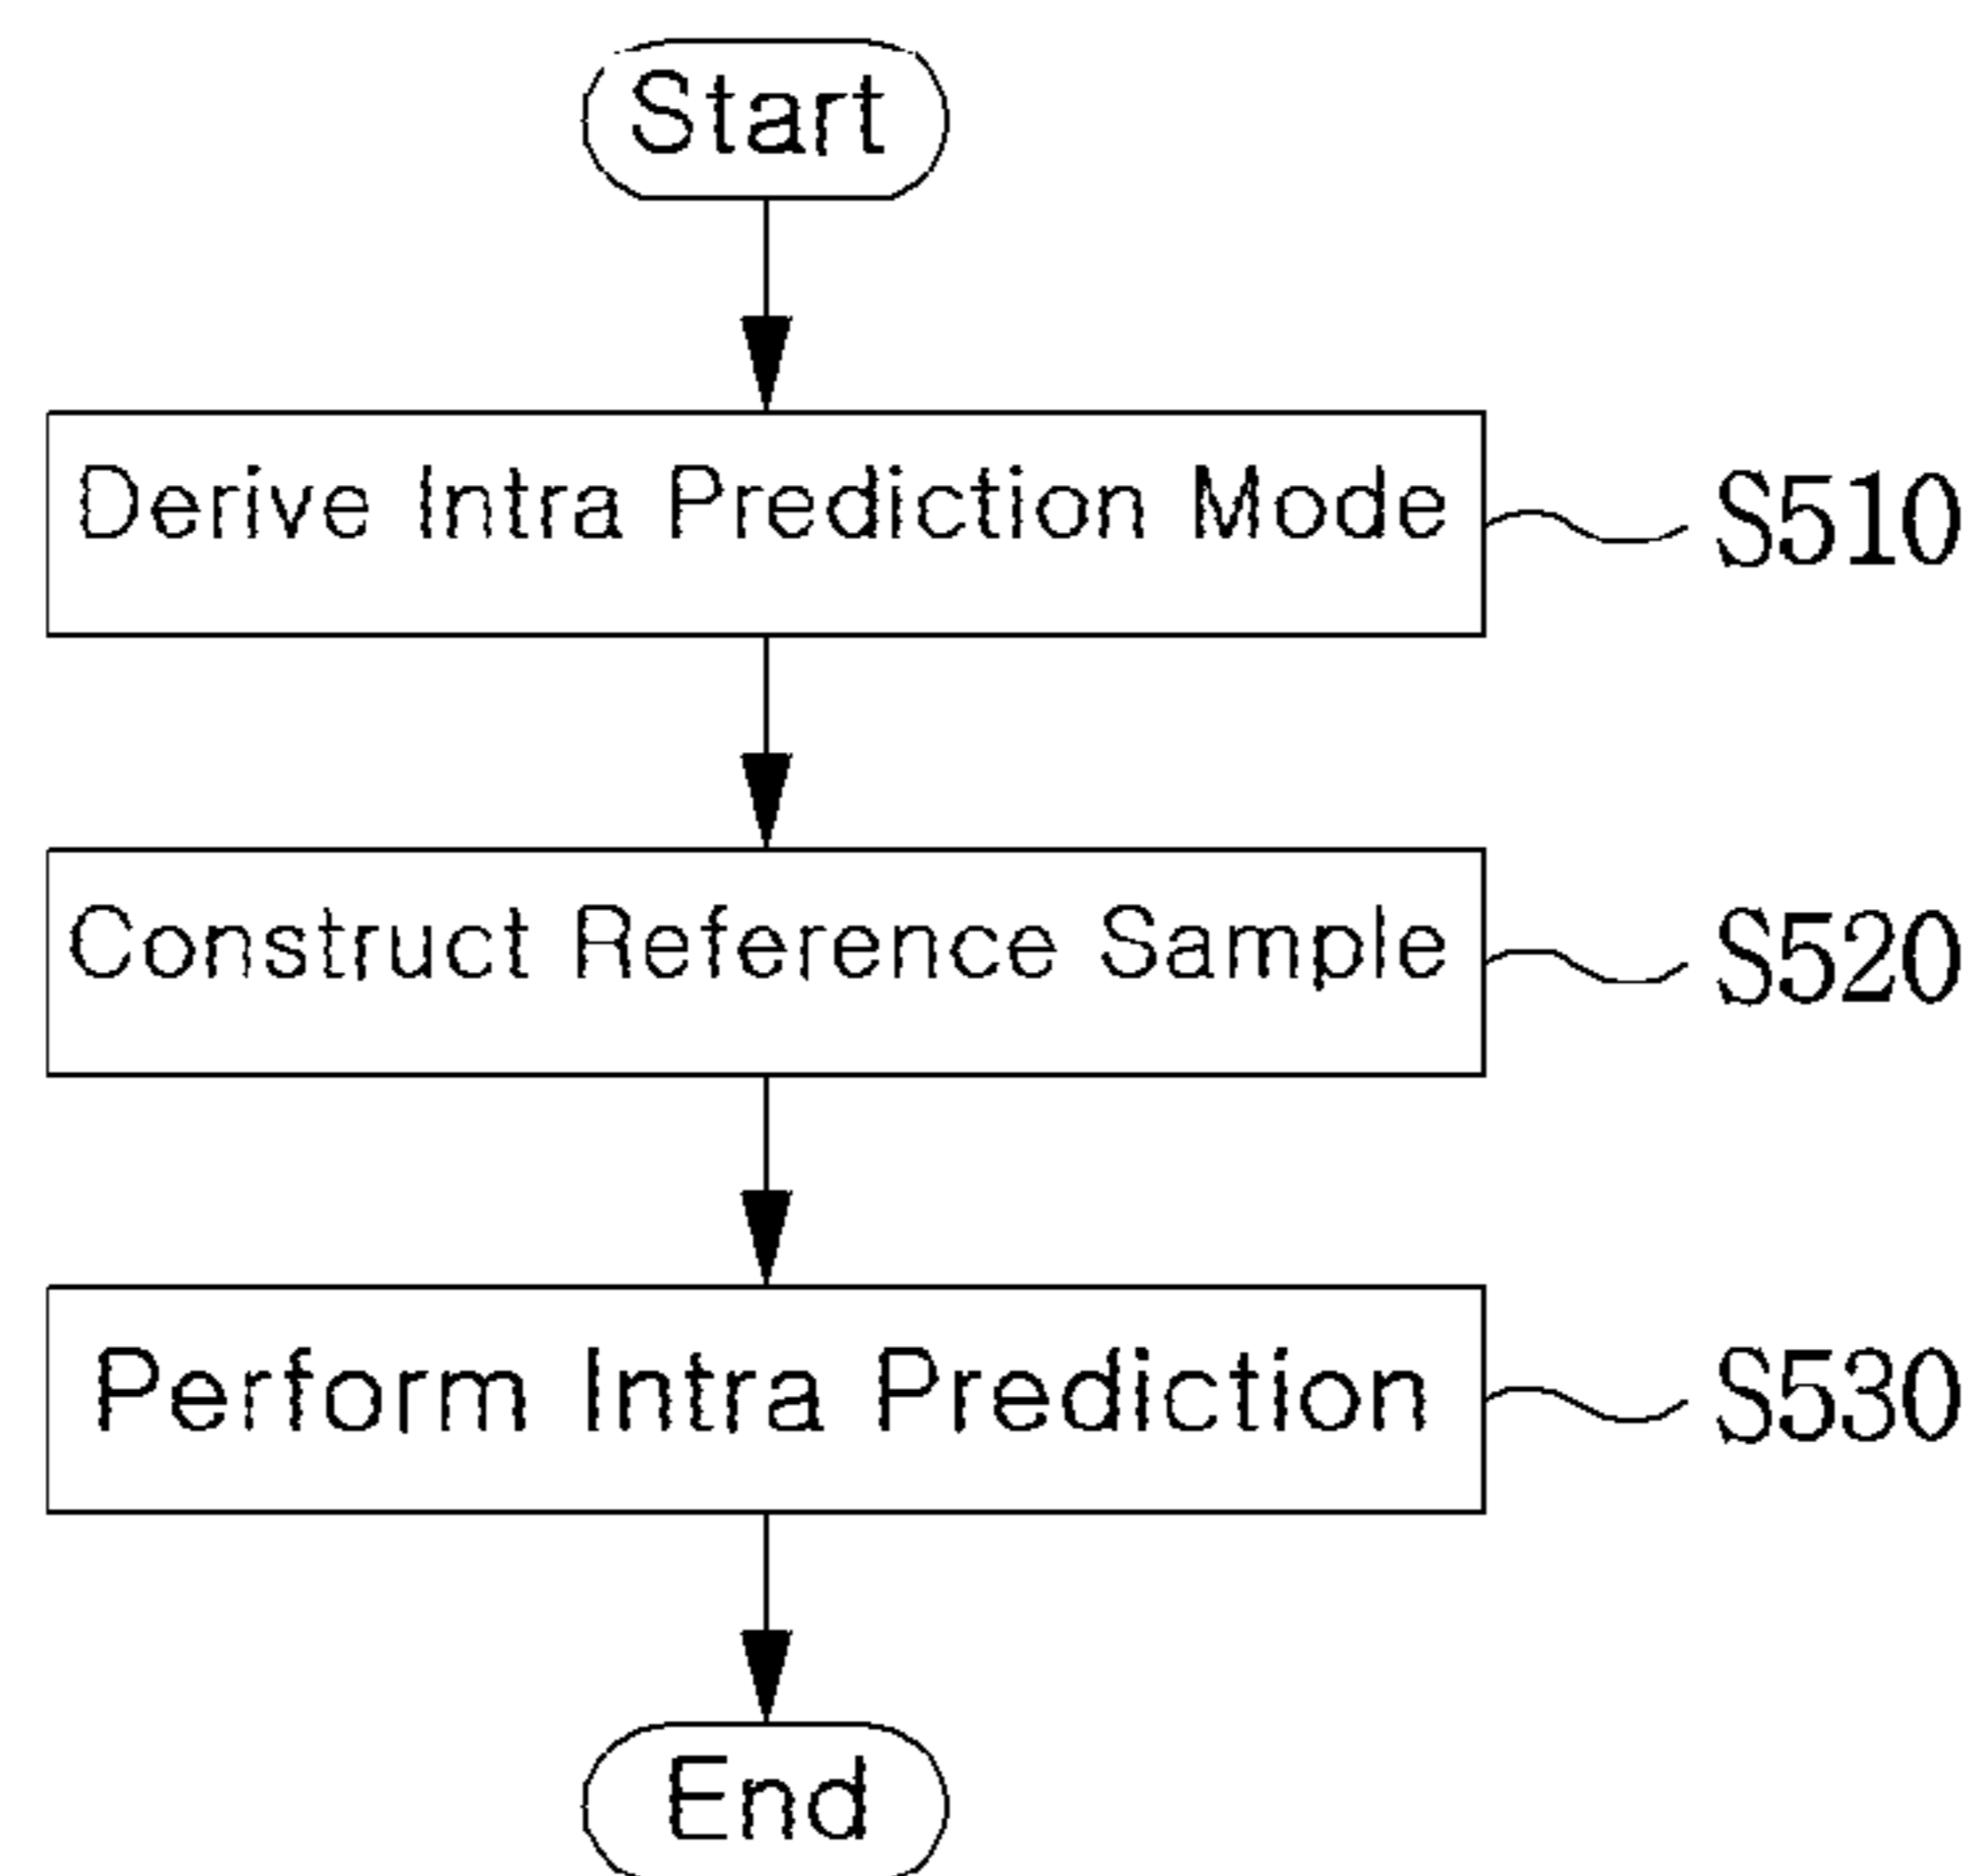 Start
Derive Intra Prediction Mode
S510
Construct Reference Sample
S520
Perform Intra Prediction
S530
End